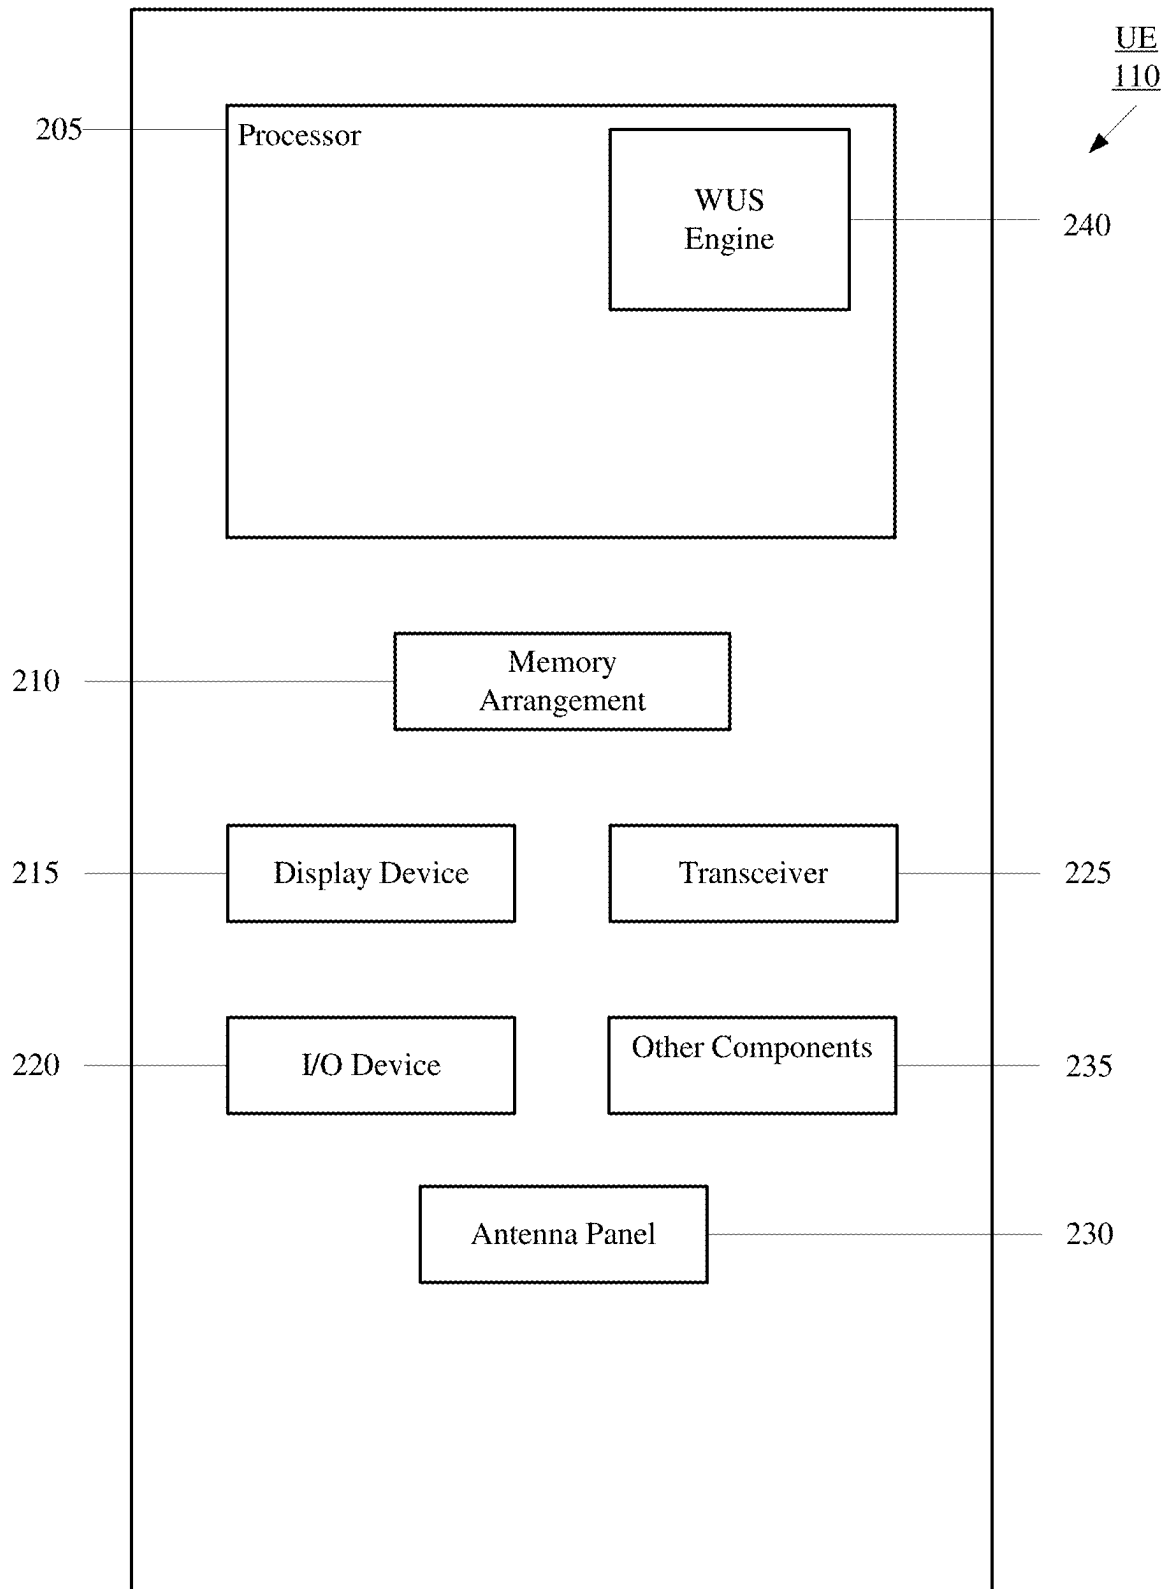 UE
110
205
Processor
WUS
Engine
240
210
Memory
Arrangement
215
Display Device
Transceiver
225
220
I/O Device
Other Components
235
Antenna Panel
230